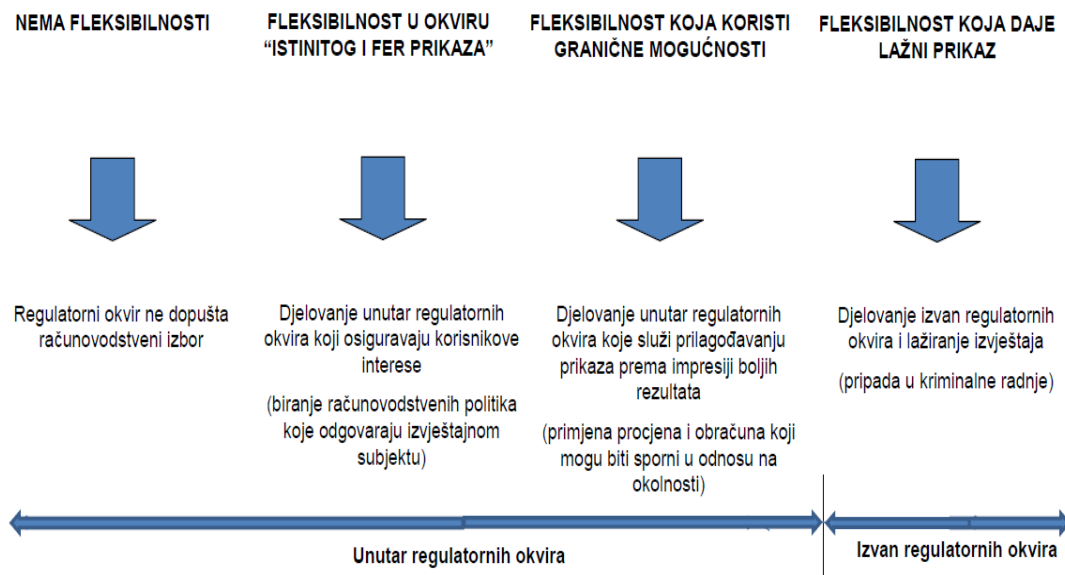 NEMA FLEKSIBILNOSTI
FLEKSIBILNOST U OKVIRU
“ISTINITOG I FER PRIKAZA”
FLEKSIBILNOST KOJA KORISTI
GRANIČNE MOGUĆNOSTI
FLEKSIBILNOST KOJA DAJE
LAŽNI PRIKAZ
Regulatorni okvir ne dopušta
računovodstveni izbor
Djelovanje unutar regulatornih
okvira koji osiguravaju korisnikove
interese
(biranje računovodstvenih politika
koje odgovaraju izvještajnom
subjektu)
Djelovanje unutar regulatornih
okvira koje služi prilagođavanju
prikaza prema impresiji boljih
rezultata
(primjena procjena i obračuna koji
mogu biti sporni u odnosu na
okolnosti)
Djelovanje izvan regulatornih
okvira i lažiranje izvještaja
(pripada u kriminalne radnje)
Unutar regulatornih okvira
Izvan regulatornih okvira